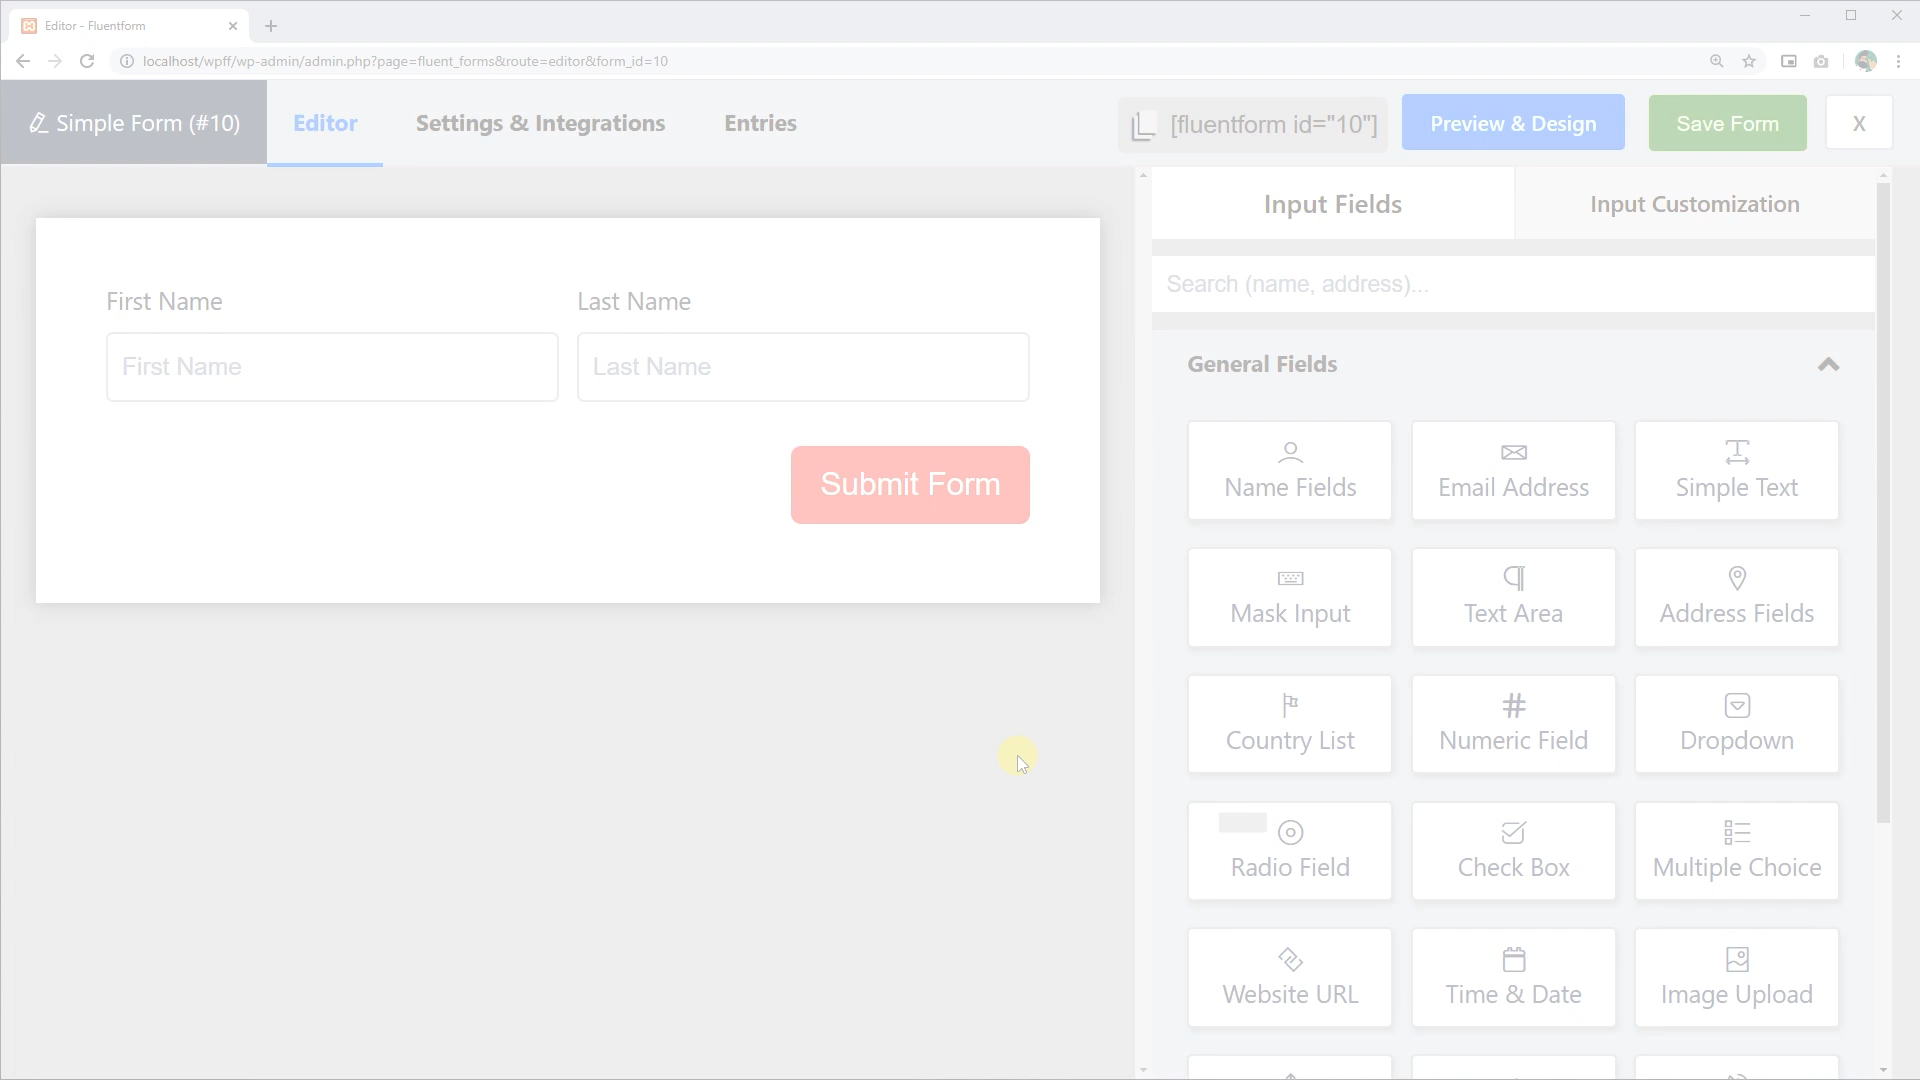 Editor - Fluentform
localhost/wpff/wp-admin/admin.php?page=fluent_forms&route=editor&form_id=10
Simple Form (#10)
Editor
Settings & Integrations
Entries
[fluentform id="10"]
Preview & Design
Save Form
X
Input Fields
Input Customization
Search (name, address)...
First Name
Last Name
First Name
Last Name
Submit Form
General Fields
Name Fields
Email Address
Simple Text
Mask Input
Text Area
Address Fields
Country List
Numeric Field
Dropdown
Radio Field
Check Box
Multiple Choice
Website URL
Time & Date
Image Upload